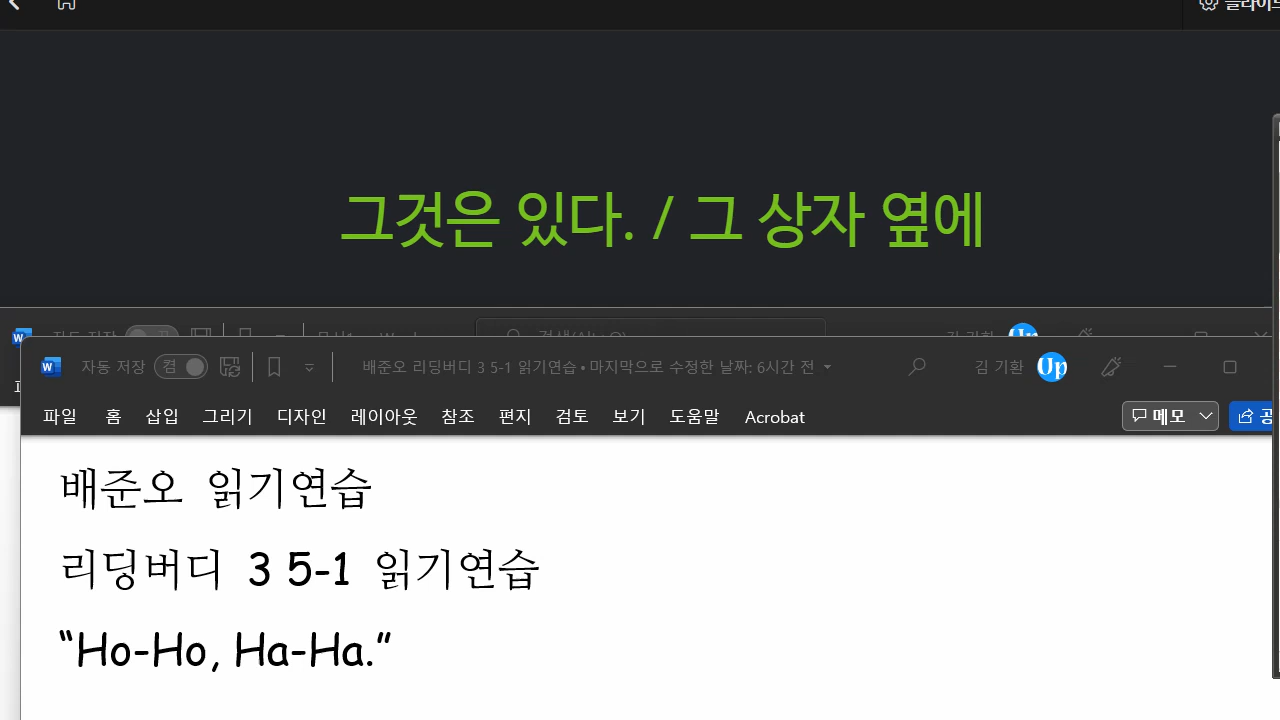 그것은 있다. / 그 상자 옆에
자동 저장 켬 배준오 리딩버디 3 5-1 읽기연습 • 마지막으로 수정한 날짜: 6시간 전 김 기환 Up
파일 홈 삽입 그리기 디자인 레이아웃 참조 편지 검토 보기 도움말 Acrobat 메모
배준오 읽기연습
리딩버디 3 5-1 읽기연습
“Ho-Ho, Ha-Ha.”